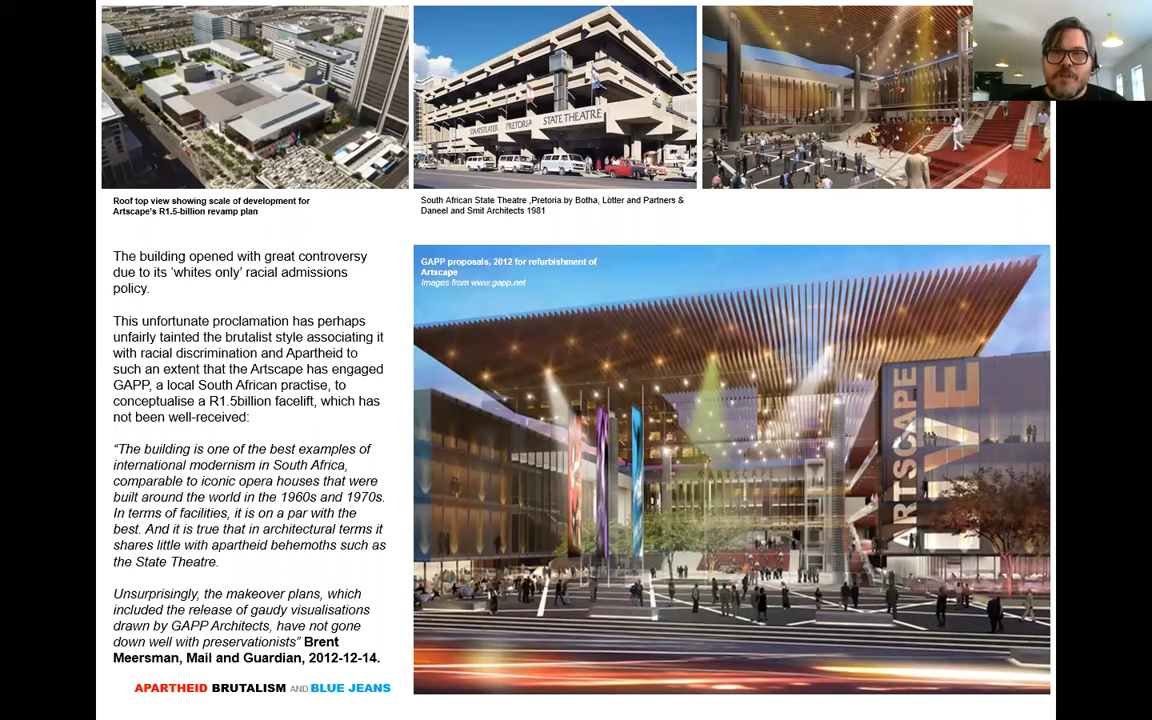 STAATSTEATER PRETORIA STATE THEATRE
Roof top view showing scale of development for
Artscape's R1.5-billion revamp plan
South African State Theatre ,Pretoria.by Botha, Lötter and Partners &
Daneel and Smit Architects 1981
The building opened with great controversy
due to its ‘whites only’ racial admissions
policy.
This unfortunate proclamation has perhaps
unfairly tainted the brutalist style associating it
with racial discrimination and Apartheid to
such an extent that the Artscape has engaged
GAPP, a local South African practise, to
conceptualise a R1.5billion facelift, which has
not been well-received:
“The building is one of the best examples of
international modernism in South Africa,
comparable to iconic opera houses that were
built around the world in the 1960s and 1970s.
In terms of facilities, it is on a par with the
best. And it is true that in architectural terms it
shares little with apartheid behemoths such as
the State Theatre.
Unsurprisingly, the makeover plans, which
included the release of gaudy visualisations
drawn by GAPP Architects, have not gone
down well with preservationists” Brent
Meersman, Mail and Guardian, 2012-12-14.
APARTHEID BRUTALISM AND BLUE JEANS
GAPP proposals, 2012 for refurbishment of
Artscape
Images from www.gapp.net
ARTSCAPE
ARTSCAPE
LIVE